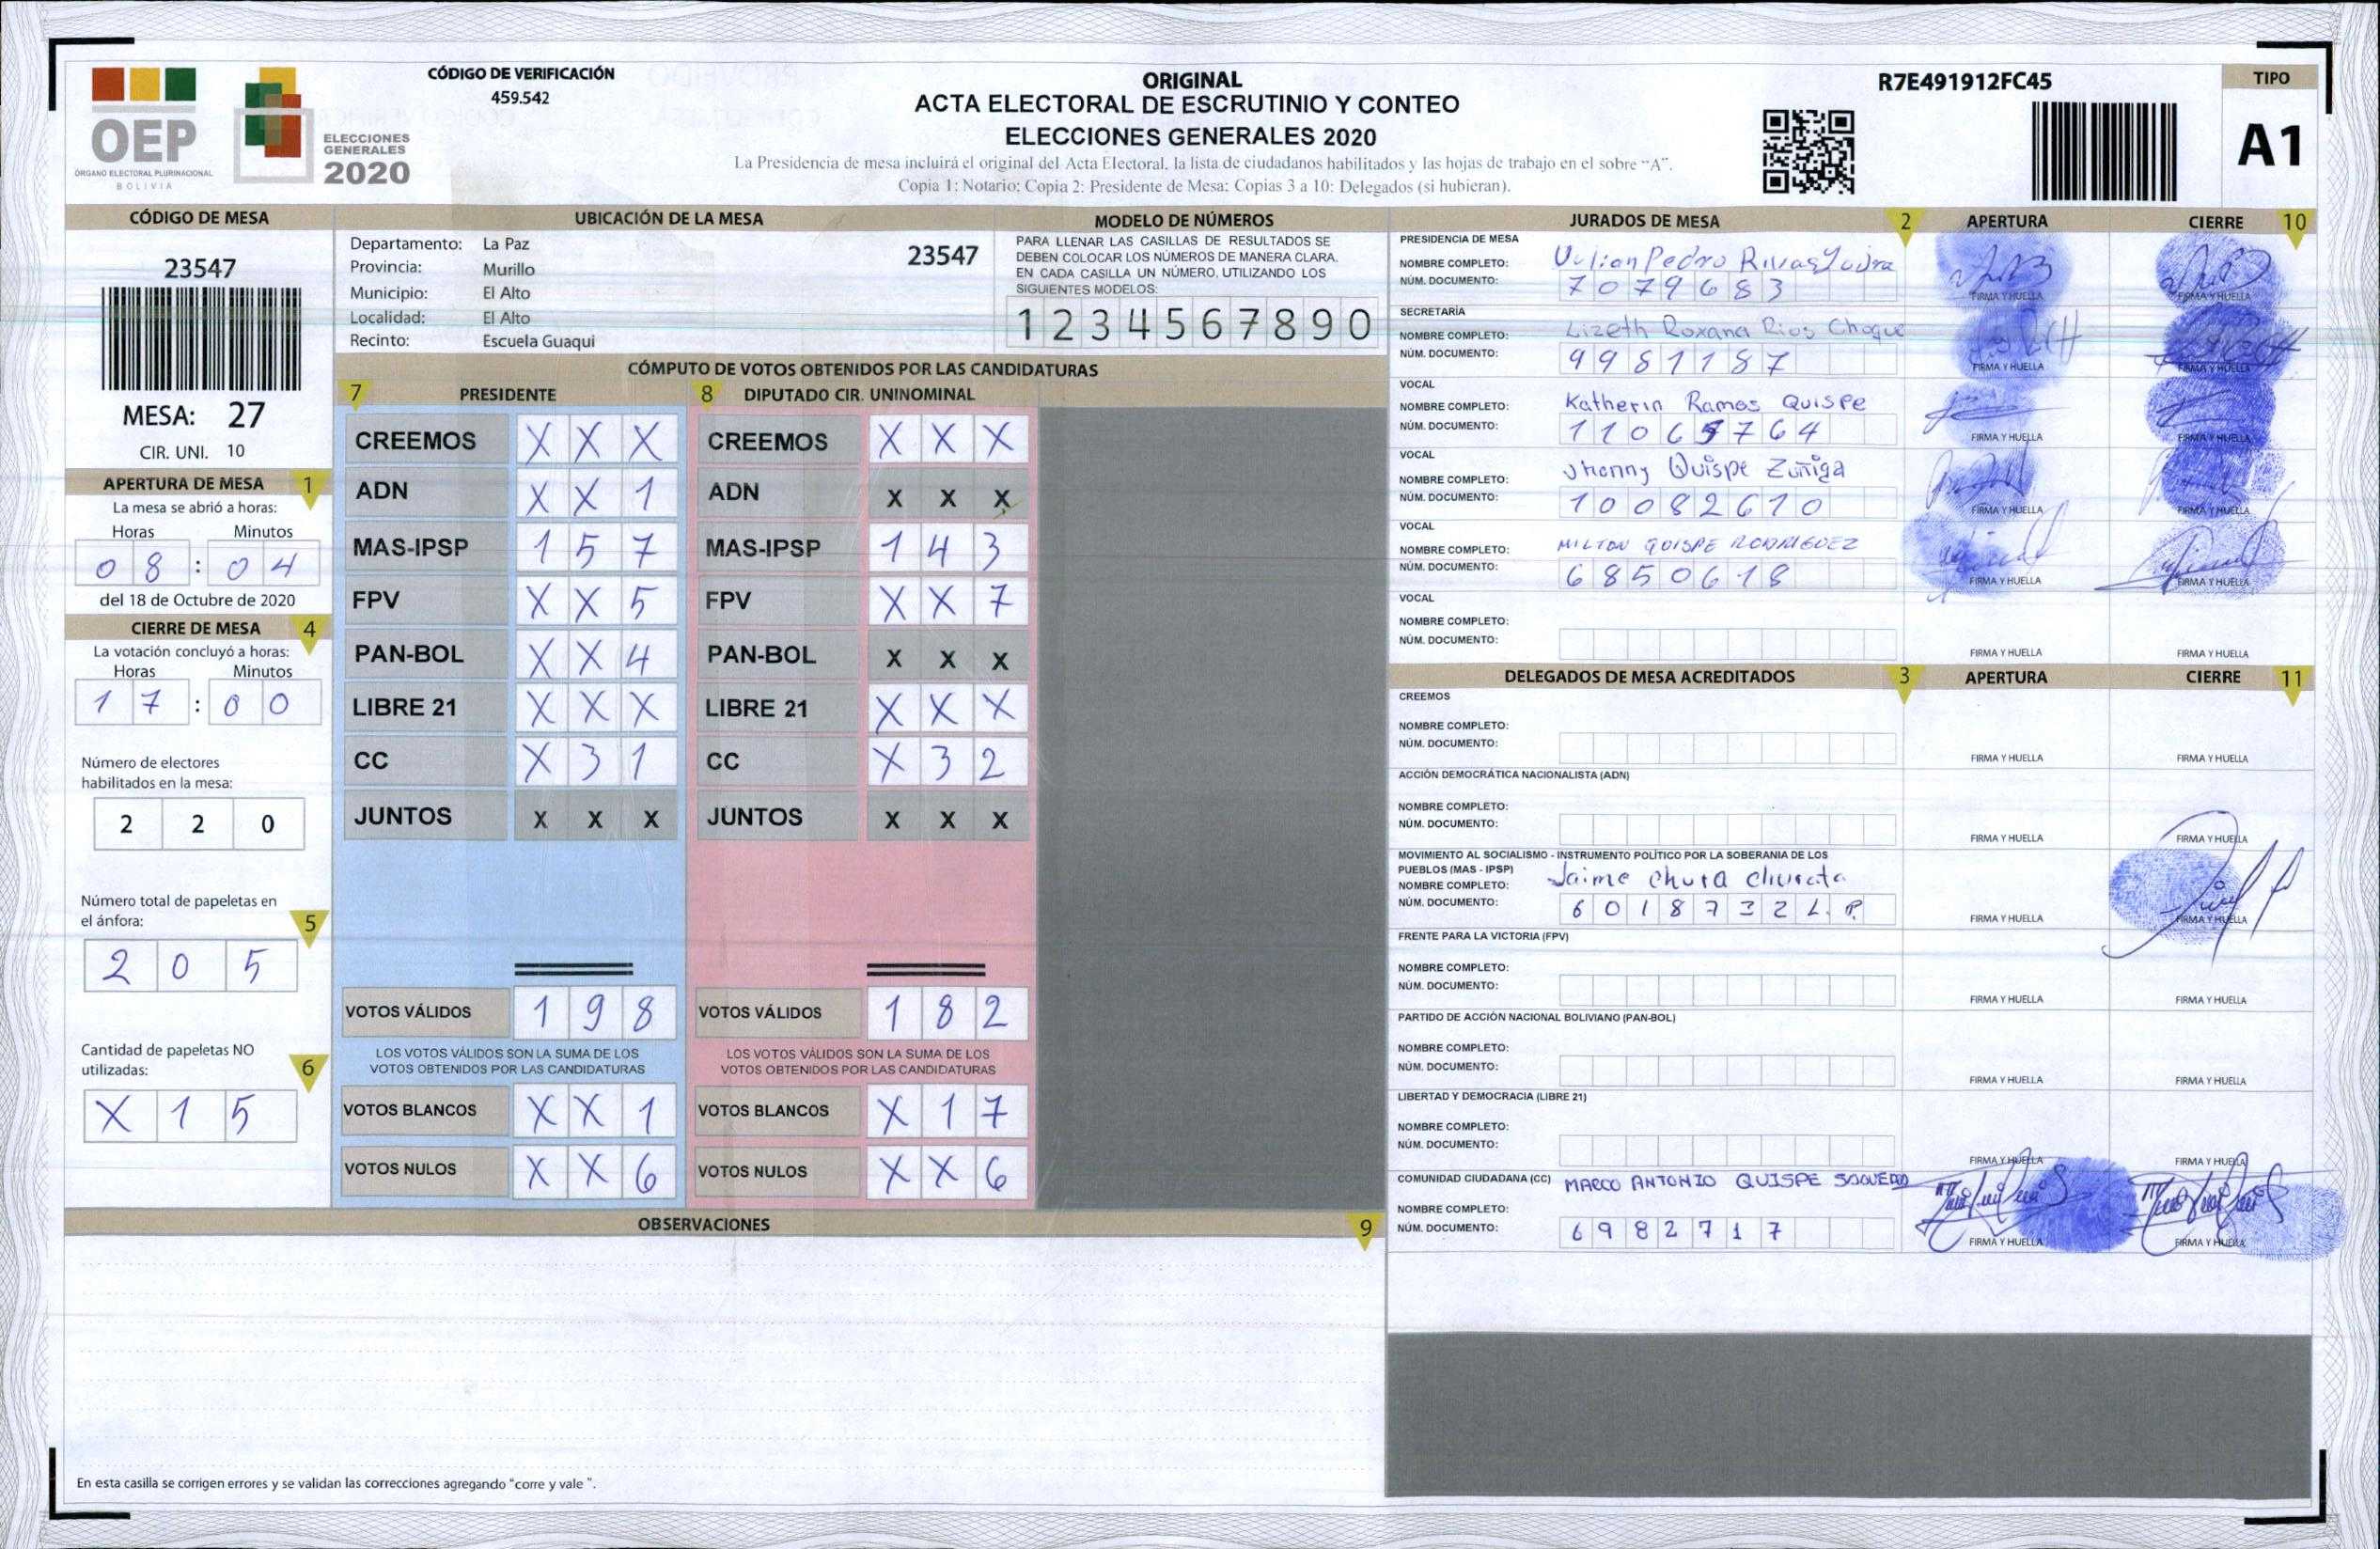 OEP
ÓRGANO ELECTORAL PLURINACIONAL
BOLIVIA
ELECCIONES
GENERALES
2020
CÓDIGO DE VERIFICACIÓN
459.542
ORIGINAL
ACTA ELECTORAL DE ESCRUTINIO Y CONTEO
ELECCIONES GENERALES 2020
La Presidencia de mesa incluirá el original del Acta Electoral, la lista de ciudadanos habilitados y las hojas de trabajo en el sobre “A”.
Copia 1: Notario; Copia 2: Presidente de Mesa; Copias 3 a 10: Delegados (si hubieran).
R7E491912FC45
TIPO
A1
CÓDIGO DE MESA
23547
MESA: 27
CIR. UNI. 10
UBICACIÓN DE LA MESA
Departamento: La Paz
23547
Provincia: Murillo
Municipio: El Alto
Localidad: El Alto
Recinto: Escuela Guaqui
MODELO DE NÚMEROS
PARA LLENAR LAS CASILLAS DE RESULTADOS SE
DEBEN COLOCAR LOS NÚMEROS DE MANERA CLARA,
EN CADA CASILLA UN NÚMERO, UTILIZANDO LOS
SIGUIENTES MODELOS:
1 2 3 4 5 6 7 8 9 0
APERTURA DE MESA 1
La mesa se abrió a horas:
Horas Minutos
0 8 : 0 4
del 18 de Octubre de 2020
CIERRE DE MESA 4
La votación concluyó a horas:
Horas Minutos
1 7 : 0 0
Número de electores
habilitados en la mesa:
2 2 0
Número total de papeletas en
el ánfora: 5
2 0 5
Cantidad de papeletas NO
utilizadas: 6
X 1 5
CÓMPUTO DE VOTOS OBTENIDOS POR LAS CANDIDATURAS
7 PRESIDENTE
CREEMOS X X X
ADN X X 1
MAS-IPSP 1 5 7
FPV X X 5
PAN-BOL X X 4
LIBRE 21 X X X
CC X 3 1
JUNTOS X X X
VOTOS VÁLIDOS 1 9 8
LOS VOTOS VÁLIDOS SON LA SUMA DE LOS
VOTOS OBTENIDOS POR LAS CANDIDATURAS
VOTOS BLANCOS X X 1
VOTOS NULOS X X 6
8 DIPUTADO CIR. UNINOMINAL
CREEMOS X X X
ADN X X X
MAS-IPSP 1 4 3
FPV X X 7
PAN-BOL X X X
LIBRE 21 X X X
CC X 3 2
JUNTOS X X X
VOTOS VÁLIDOS 1 8 2
LOS VOTOS VÁLIDOS SON LA SUMA DE LOS
VOTOS OBTENIDOS POR LAS CANDIDATURAS
VOTOS BLANCOS X 1 7
VOTOS NULOS X X 6
OBSERVACIONES 9
En esta casilla se corrigen errores y se validan las correcciones agregando "corre y vale ".
JURADOS DE MESA 2 APERTURA CIERRE 10
PRESIDENCIA DE MESA
NOMBRE COMPLETO: Julian Pedro Rivas
NÚM. DOCUMENTO: 7 0 7 9 6 8 3
FIRMA Y HUELLA FIRMA Y HUELLA
SECRETARÍA
NOMBRE COMPLETO: Lizeth Roxana Rios Choque
NÚM. DOCUMENTO: 9 9 8 1 1 8 7
FIRMA Y HUELLA FIRMA Y HUELLA
VOCAL
NOMBRE COMPLETO: Katherin Ramos Quispe
NÚM. DOCUMENTO: 1 1 0 6 5 7 6 4
FIRMA Y HUELLA FIRMA Y HUELLA
VOCAL
NOMBRE COMPLETO: Jhonny Quispe Zuñiga
NÚM. DOCUMENTO: 1 0 0 8 2 6 1 0
FIRMA Y HUELLA FIRMA Y HUELLA
VOCAL
NOMBRE COMPLETO: MILTON QUISPE RODRIGUEZ
NÚM. DOCUMENTO: 6 8 5 0 6 1 8
FIRMA Y HUELLA FIRMA Y HUELLA
VOCAL
NOMBRE COMPLETO:
NÚM. DOCUMENTO:
FIRMA Y HUELLA FIRMA Y HUELLA
DELEGADOS DE MESA ACREDITADOS 3 APERTURA CIERRE 11
CREEMOS
NOMBRE COMPLETO:
NÚM. DOCUMENTO:
FIRMA Y HUELLA FIRMA Y HUELLA
ACCIÓN DEMOCRÁTICA NACIONALISTA (ADN)
NOMBRE COMPLETO:
NÚM. DOCUMENTO:
FIRMA Y HUELLA FIRMA Y HUELLA
MOVIMIENTO AL SOCIALISMO - INSTRUMENTO POLÍTICO POR LA SOBERANIA DE LOS
PUEBLOS (MAS - IPSP)
NOMBRE COMPLETO: Jaime Chura
NÚM. DOCUMENTO: 6 0 1 8 7 3 2 L. P.
FIRMA Y HUELLA FIRMA Y HUELLA
FRENTE PARA LA VICTORIA (FPV)
NOMBRE COMPLETO:
NÚM. DOCUMENTO:
FIRMA Y HUELLA FIRMA Y HUELLA
PARTIDO DE ACCIÓN NACIONAL BOLIVIANO (PAN-BOL)
NOMBRE COMPLETO:
NÚM. DOCUMENTO:
FIRMA Y HUELLA FIRMA Y HUELLA
LIBERTAD Y DEMOCRACIA (LIBRE 21)
NOMBRE COMPLETO:
NÚM. DOCUMENTO:
FIRMA Y HUELLA FIRMA Y HUELLA
COMUNIDAD CIUDADANA (CC) MARCO ANTONIO QUISPE
NOMBRE COMPLETO:
NÚM. DOCUMENTO: 6 9 8 2 7 1 7
FIRMA Y HUELLA FIRMA Y HUELLA